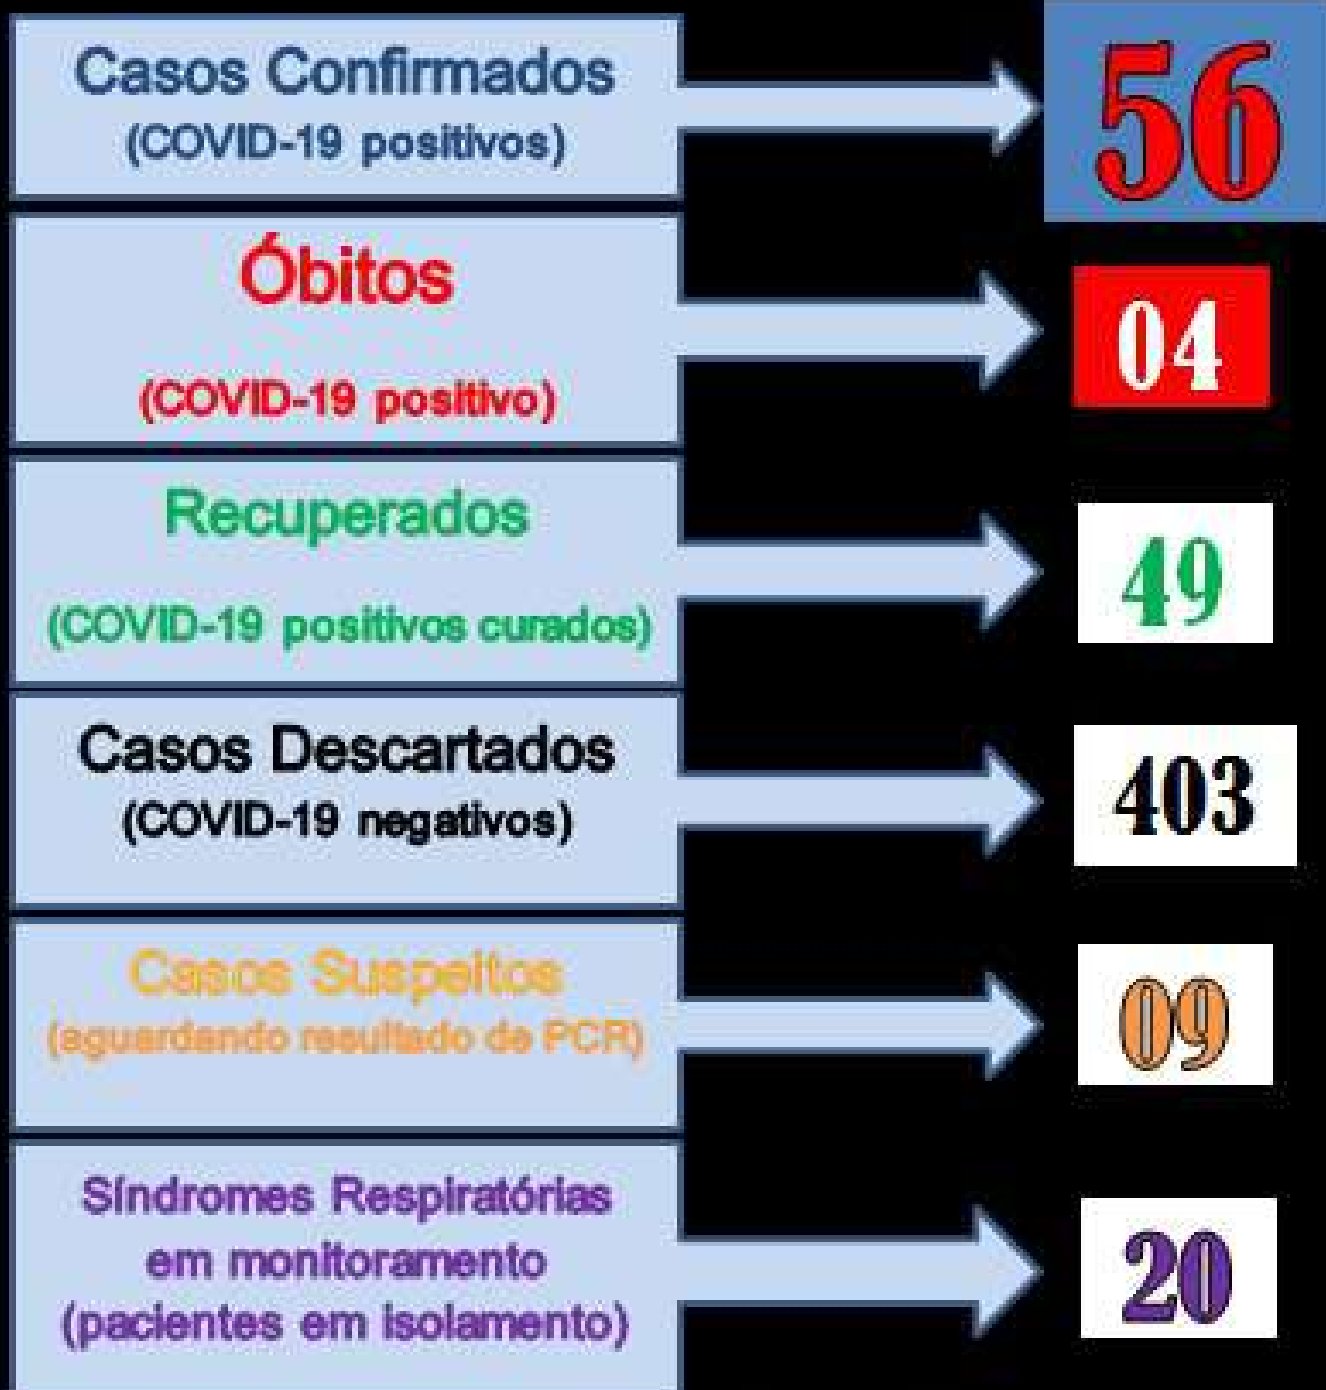 Casos Confirmados
(COVID-19 positivos)
56
Óbitos
(COVID-19 positivo)
04
Recuperados
(COVID-19 positivos curados)
49
Casos Descartados
(COVID-19 negativos)
403
Casos Suspeitos
(aguardando resultado de PCR)
09
Síndromes Respiratórias
em monitoramento
(pacientes em isolamento)
20